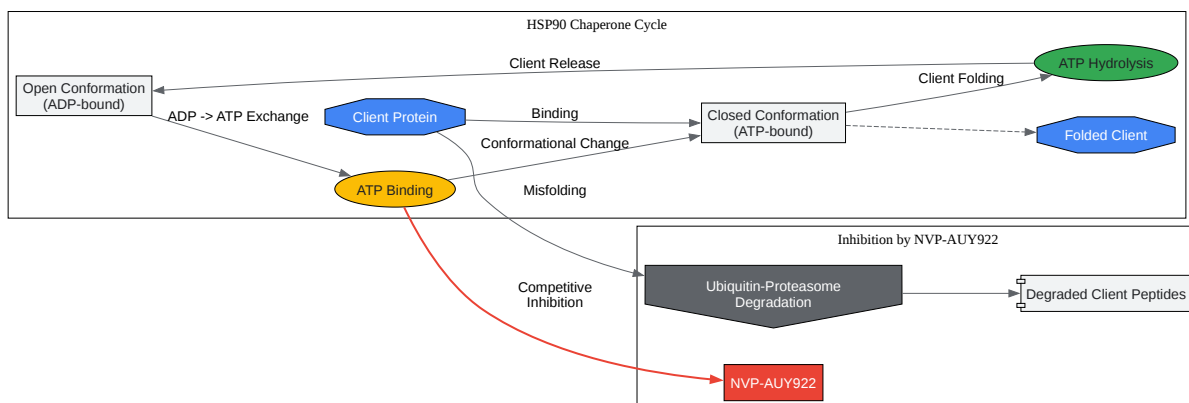 HSP90 Chaperone Cycle
Client Release
ATP Hydrolysis
Open Conformation
(ADP-bound)
Client Folding
ADP -> ATP Exchange
Client Protein
Binding
Closed Conformation
(ATP-bound)
Folded Client
Conformational Change
ATP Binding
Misfolding
Inhibition by NVP-AUY922
Ubiquitin-Proteasome
Degradation
Degraded Client Peptides
Competitive
Inhibition
NVP-AUY922